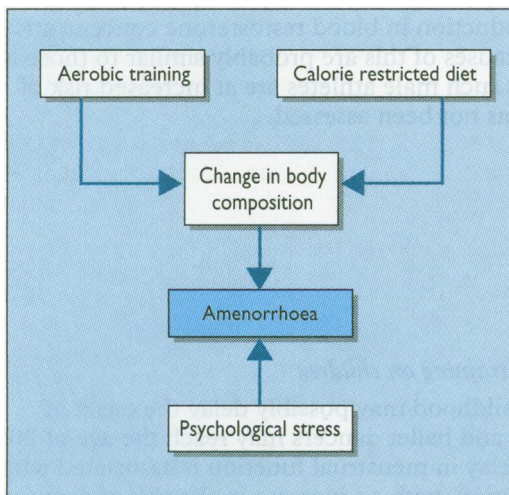 Aerobic training
Calorie restricted diet
Change in body
composition
Amenorrhoea
Psychological stress